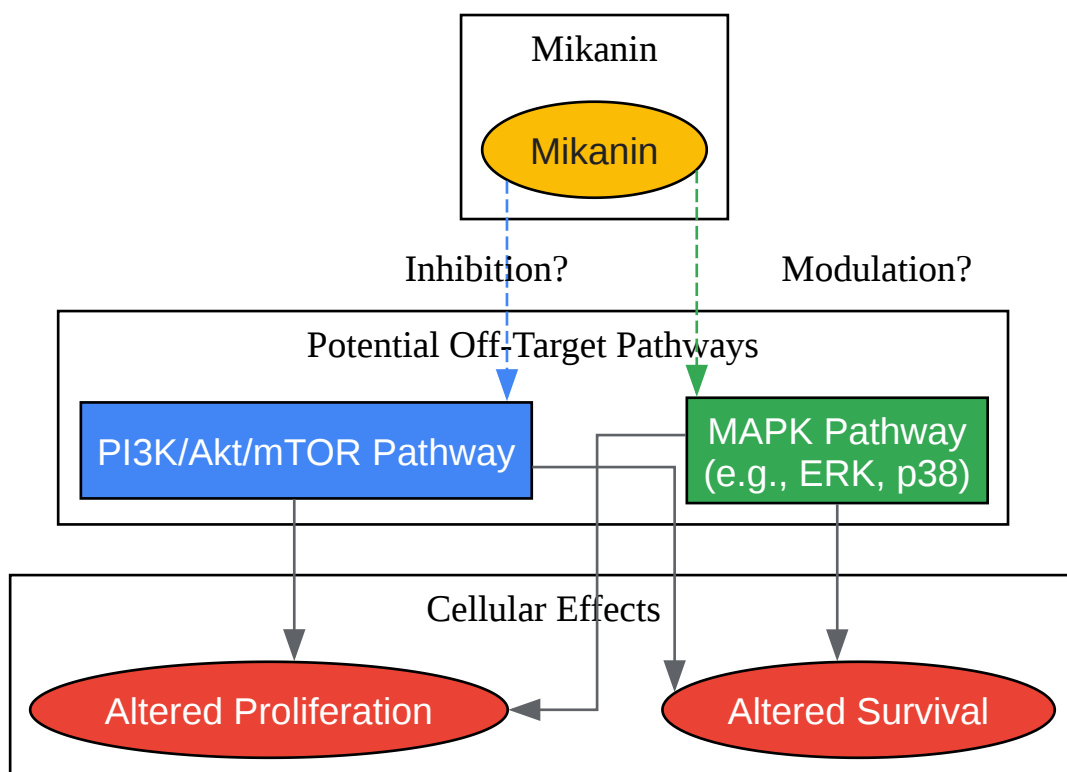 Mikanin
Mikanin
Inhibition?
Modulation?
Potential Off-Target Pathways
PI3K/Akt/mTOR Pathway
MAPK Pathway
(e.g., ERK, p38)
Cellular Effects
Altered Proliferation
Altered Survival